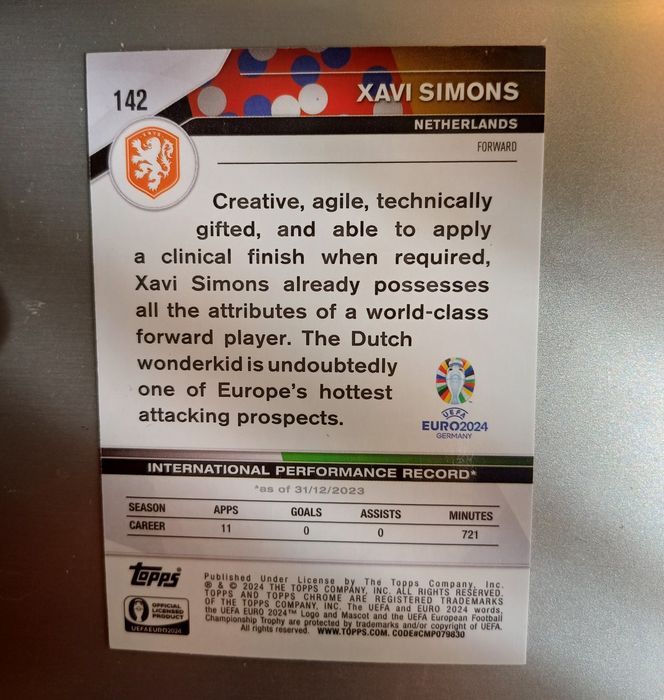 142
XAVI SIMONS
NETHERLANDS
FORWARD
Creative, agile, technically
gifted, and able to apply
a clinical finish when required,
Xavi Simons already possesses
all the attributes of a world-class
forward player. The Dutch
wonderkid is undoubtedly
one of Europe's hottest
attacking prospects.
UEFA
EURO2024
GERMANY
INTERNATIONAL PERFORMANCE RECORD*
*as of 31/12/2023
SEASON APPS GOALS ASSISTS MINUTES
CAREER 11 0 0 721
Topps
OFFICIAL
LICENSED
PRODUCT
UEFA EURO2024
Published Under License by The Topps Company, Inc.
® & © 2024 THE TOPPS COMPANY, INC. ALL RIGHTS RESERVED.
TOPPS AND TOPPS CHROME ARE REGISTERED TRADEMARKS
OF THE TOPPS COMPANY, INC. The UEFA and EURO 2024 words,
the UEFA EURO 2024™ Logo and Mascot and the UEFA European Football
Championship Trophy are protected by trademarks and/or copyright of UEFA.
All rights reserved. WWW.TOPPS.COM. CODE#CMP079830